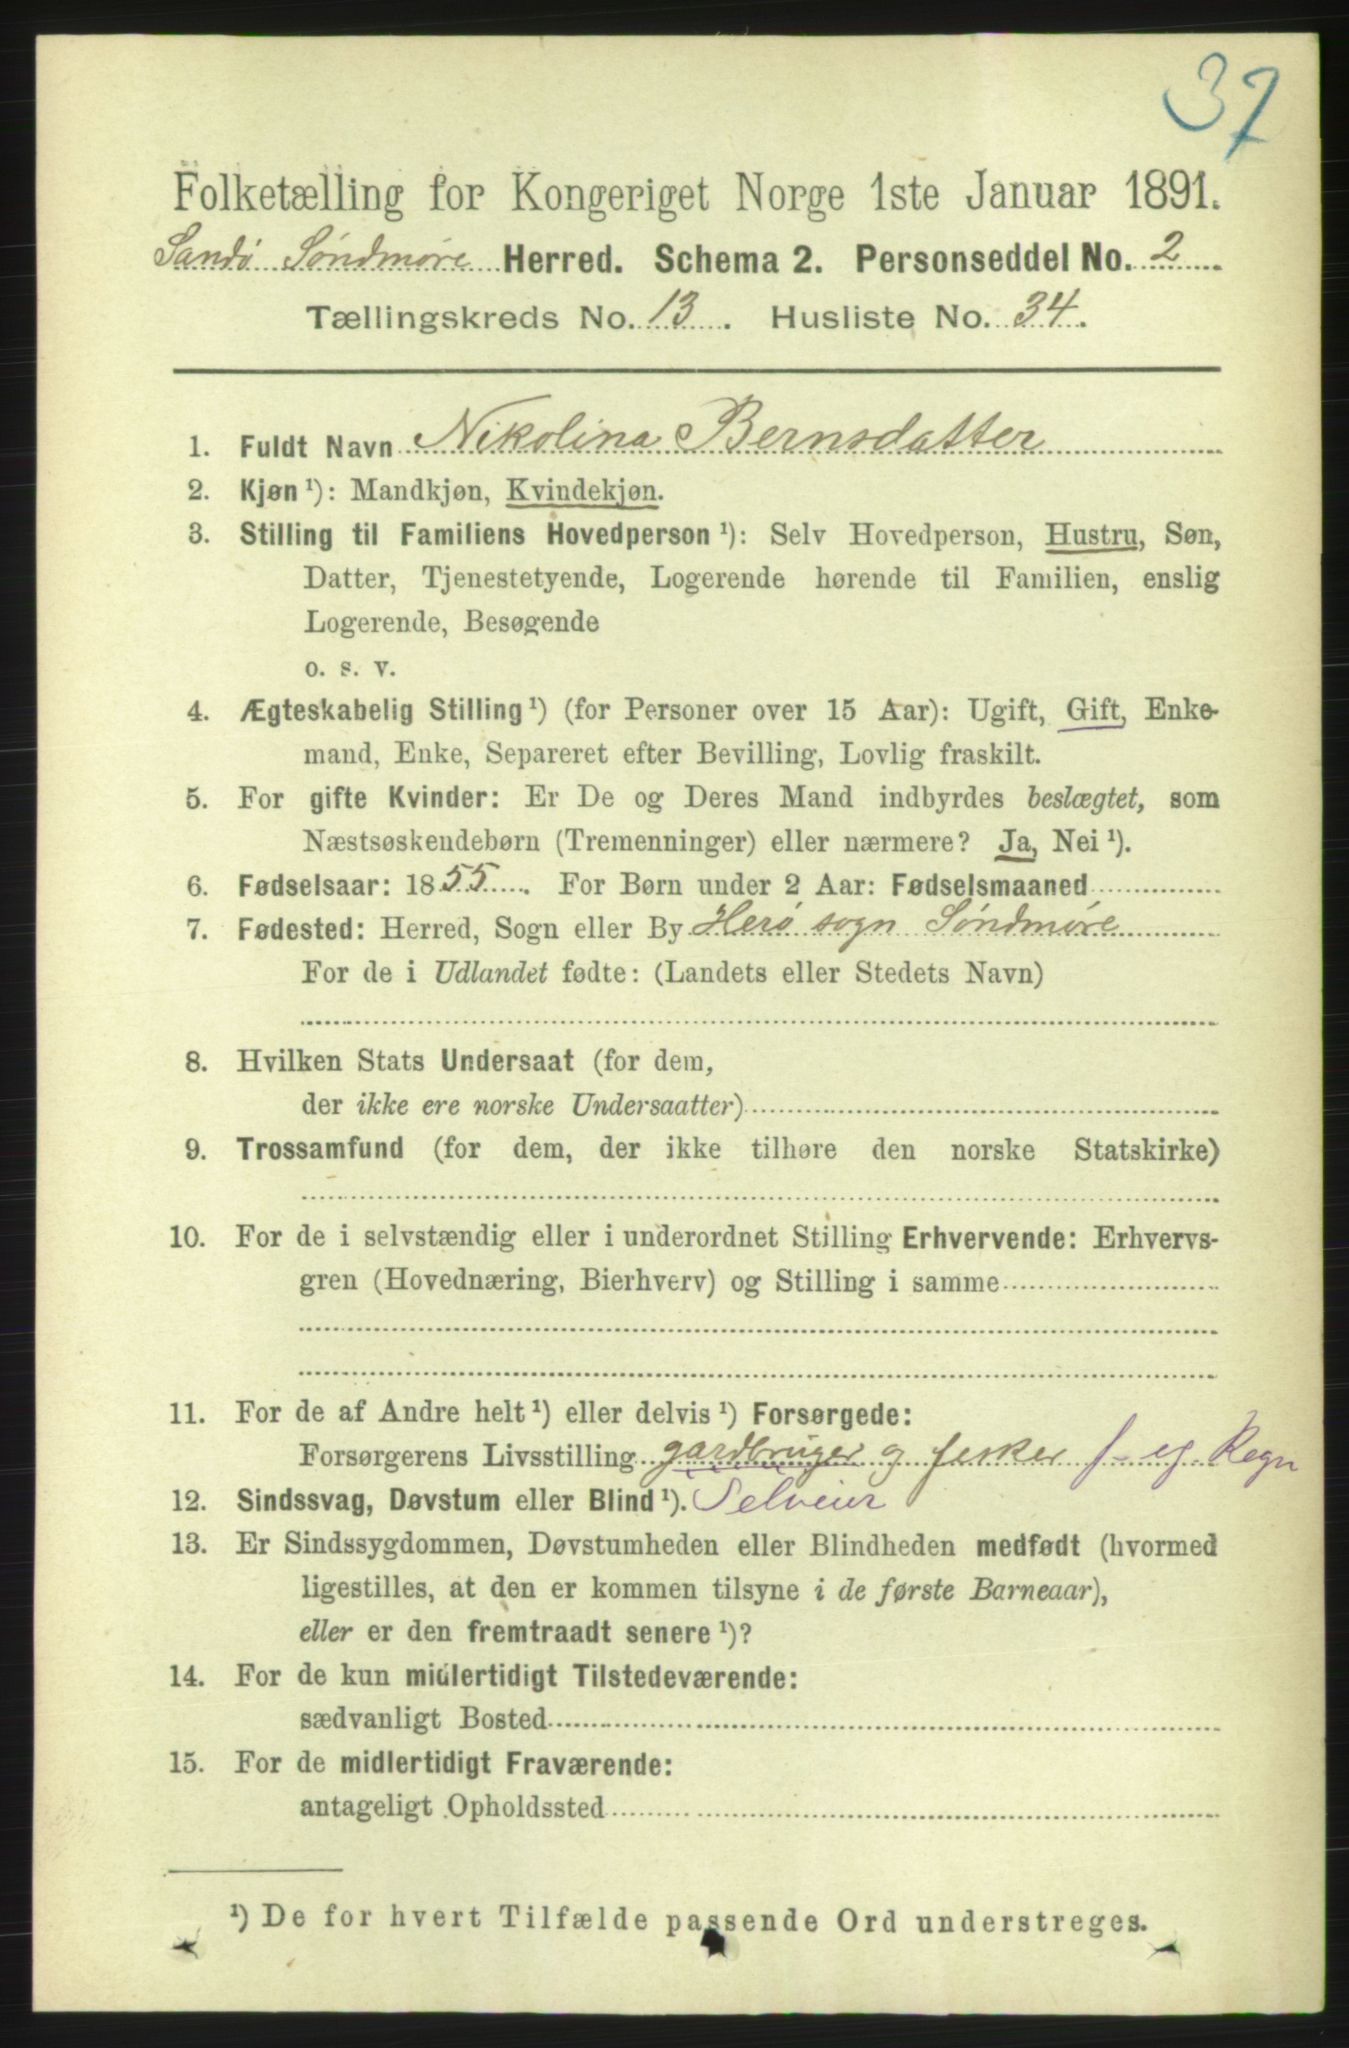 37
Folketælling for Kongeriget Norge 1ste Januar 1891.
Sandø Søndmøre Herred. Schema 2. Personseddel No. 2
Tællingskreds No. 13. Husliste No. 34.
1. Fuldt Navn Nikolina Bernsdatter
2. Kjøn ¹): Mandkjøn, Kvindekjøn.
3. Stilling til Familiens Hovedperson ¹): Selv Hovedperson, Hustru, Søn,
Datter, Tjenestetyende, Logerende hørende til Familien, enslig
Logerende, Besøgende
o. s. v.
4. Ægteskabelig Stilling ¹) (for Personer over 15 Aar): Ugift, Gift, Enke-
mand, Enke, Separeret efter Bevilling, Lovlig fraskilt.
5. For gifte Kvinder: Er De og Deres Mand indbyrdes beslægtet, som
Næstsøskendebørn (Tremenninger) eller nærmere? Ja, Nei ¹).
6. Fødselsaar: 1855. For Børn under 2 Aar: Fødselsmaaned
7. Fødested: Herred, Sogn eller By Herø sogn Søndmøre
For de i Udlandet fødte: (Landets eller Stedets Navn)
8. Hvilken Stats Undersaat (for dem,
der ikke ere norske Undersaatter)
9. Trossamfund (for dem, der ikke tilhøre den norske Statskirke)
10. For de i selvstændig eller i underordnet Stilling Erhvervende: Erhvervs-
gren (Hovednæring, Bierhverv) og Stilling i samme
11. For de af Andre helt ¹) eller delvis ¹) Forsørgede:
Forsørgerens Livsstilling gardbruger og fesker f. eg. Regn
12. Sindssvag, Døvstum eller Blind ¹). Selveier
13. Er Sindssygdommen, Døvstumheden eller Blindheden medfødt (hvormed
ligestilles, at den er kommen tilsyne i de første Barneaar),
eller er den fremtraadt senere ¹)?
14. For de kun midlertidigt Tilstedeværende:
sædvanligt Bosted
15. For de midlertidigt Fraværende:
antageligt Opholdssted
¹) De for hvert Tilfælde passende Ord understreges.